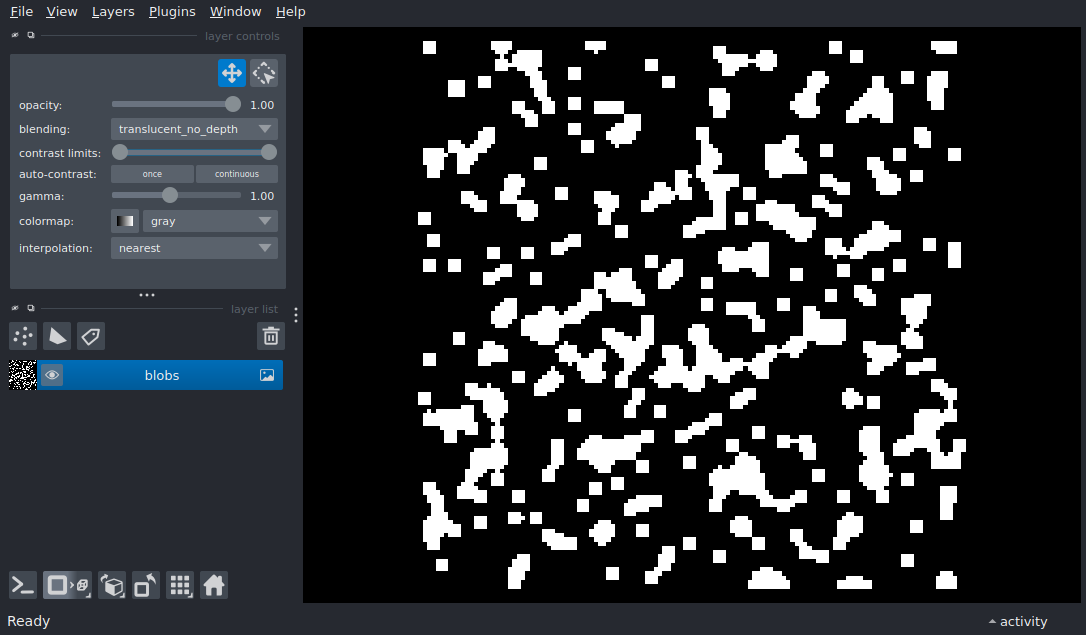 File View Layers Plugins Window Help
layer controls
opacity: 1.00
blending: translucent_no_depth
contrast limits:
auto-contrast: once continuous
gamma: 1.00
colormap: gray
interpolation: nearest
layer list
blobs
Ready activity